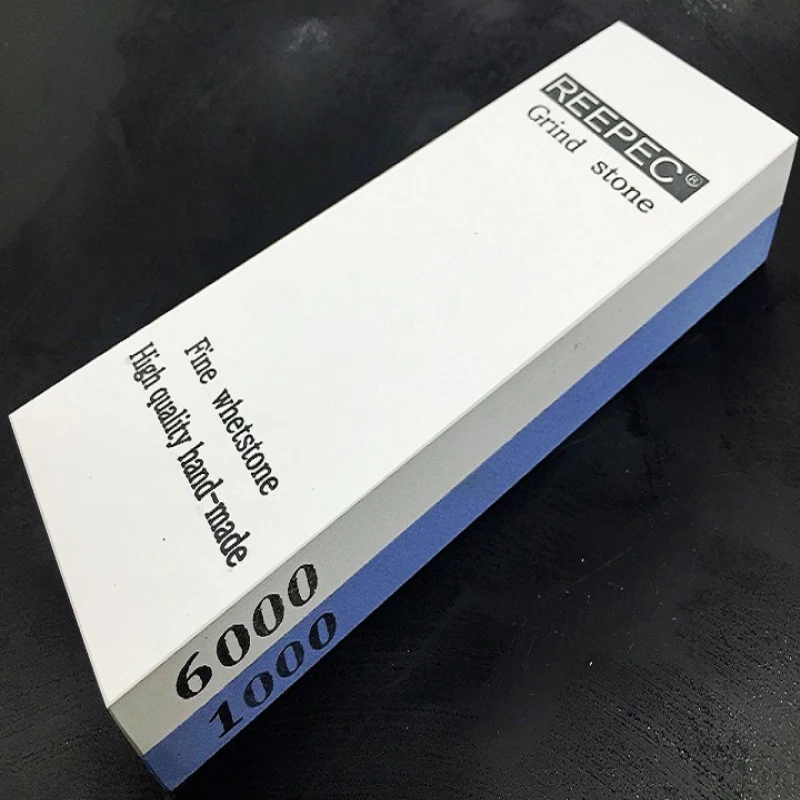 REEPEC®
Grind stone
Fine whetstone
High quality hand-made
6000
1000